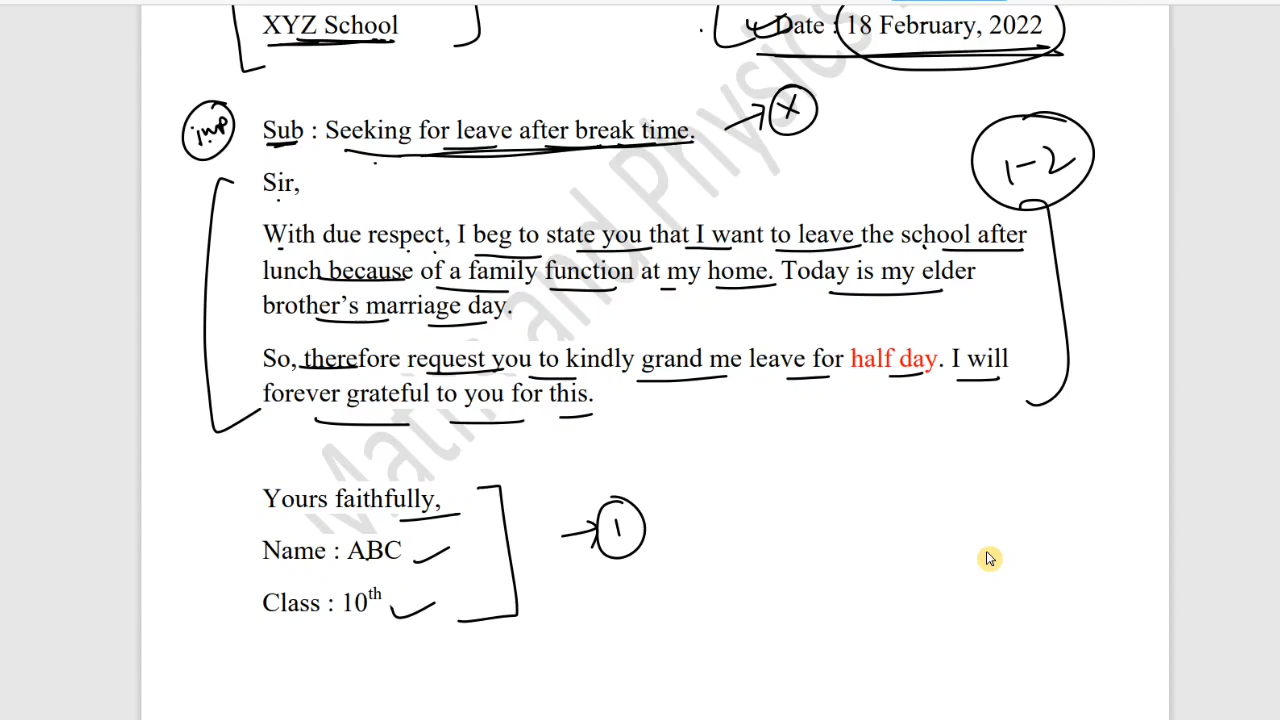 XYZ School
Date : 18 February, 2022
imp
Sub : Seeking for leave after break time.
X
1-2
Sir,
With due respect, I beg to state you that I want to leave the school after
lunch because of a family function at my home. Today is my elder
brother's marriage day.
So, therefore request you to kindly grand me leave for half day. I will
forever grateful to you for this.
Yours faithfully,
1
Name : ABC
Class : 10th
Math and Physics